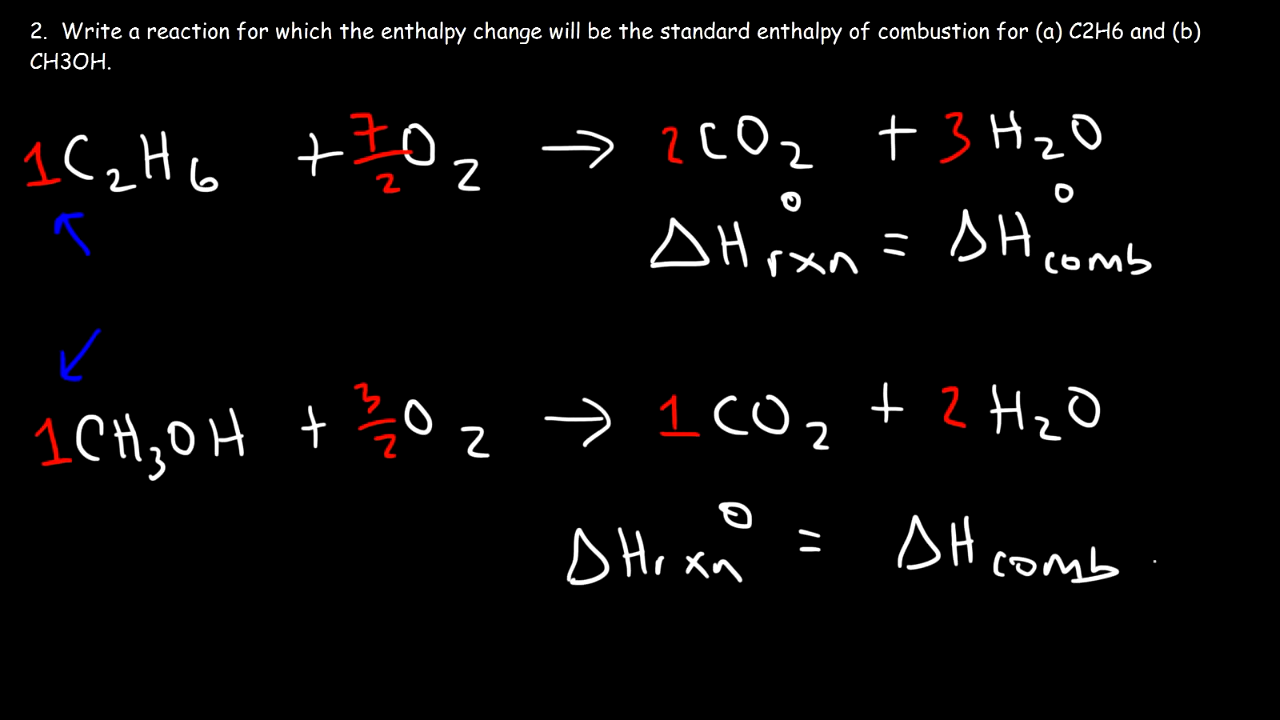 2. Write a reaction for which the enthalpy change will be the standard enthalpy of combustion for (a) C2H6 and (b)
CH3OH.
1C₂H₆ + 7/2 O₂ → 2CO₂ + 3H₂O
ΔH°rxn = ΔH°comb
1CH₃OH + 3/2 O₂ → 1CO₂ + 2H₂O
ΔHrxn° = ΔHcomb